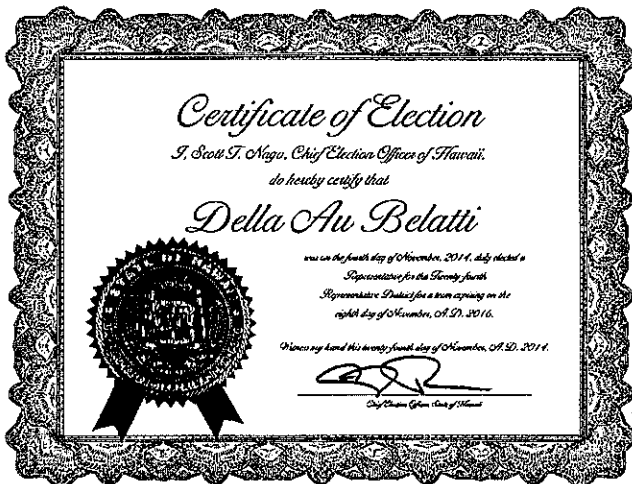 Certificate of Election
I, Scott T. Nago, Chief Election Officer of Hawaii,
do hereby certify that
Della Au Belatti
was on the fourth day of November, 2014, duly elected a
Representative for the Twenty-fourth
Representative District for a term expiring on the
eighth day of November, A.D. 2016.
Witness my hand this twenty-fourth day of November, A.D. 2014.
Chief Election Officer, State of Hawaii
STATE OF HAWAII